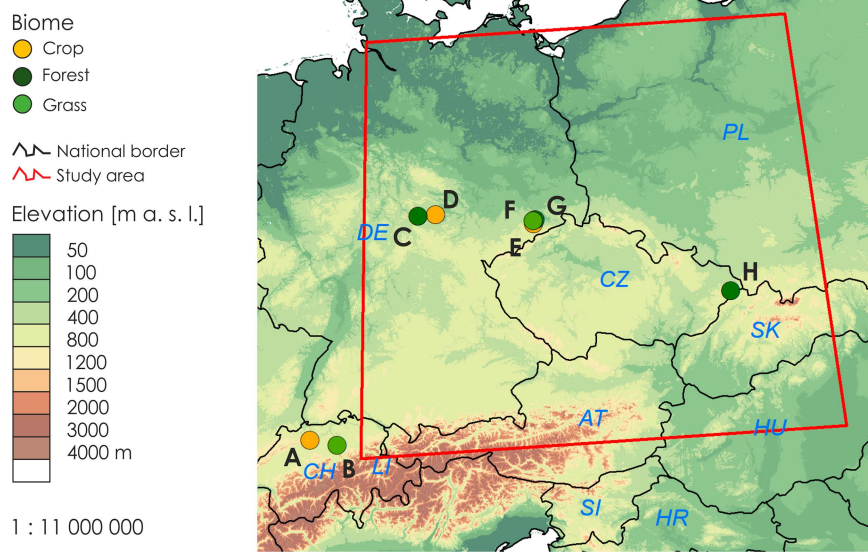 Biome
Crop
Forest
Grass
National border
Study area
Elevation [m a. s. l.]
50
100
200
400
800
1200
1500
2000
3000
4000 m
1 : 11 000 000
PL
DE
C
D
F
G
E
CZ
H
SK
AT
HU
A
CH
B
LI
SI
HR